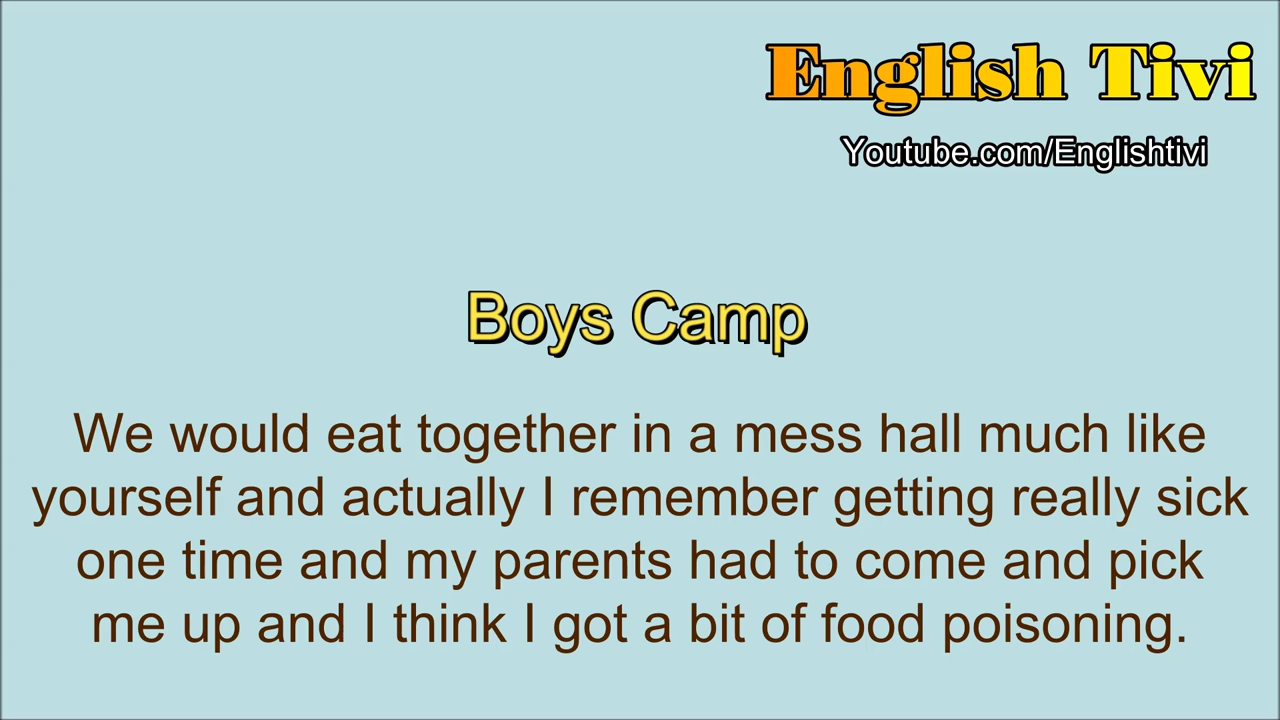 English Tivi
Youtube.com/Englishtivi
Boys Camp
We would eat together in a mess hall much like
yourself and actually I remember getting really sick
one time and my parents had to come and pick
me up and I think I got a bit of food poisoning.